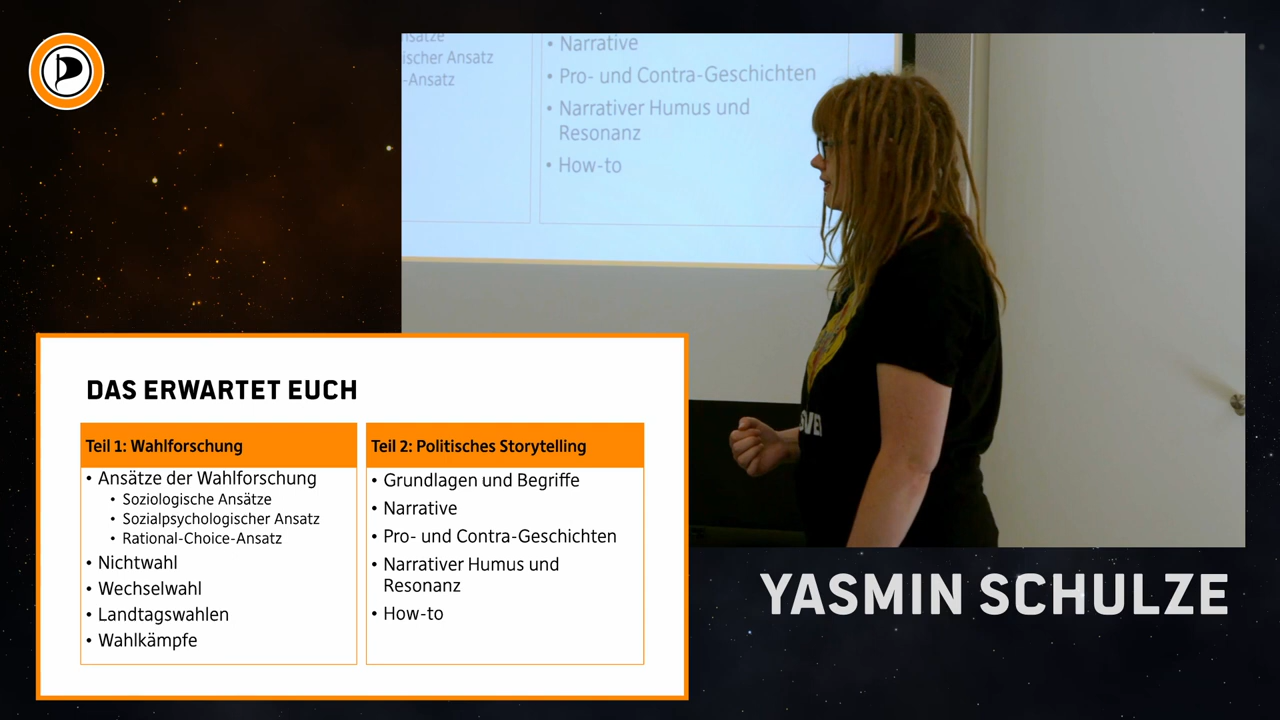 Narrative
ischer Ansatz
-Ansatz
• Narrative
• Pro- und Contra-Geschichten
• Narrativer Humus und
Resonanz
• How-to
DAS ERWARTET EUCH
Teil 1: Wahlforschung
• Ansätze der Wahlforschung
• Soziologische Ansätze
• Sozialpsychologischer Ansatz
• Rational-Choice-Ansatz
• Nichtwahl
• Wechselwahl
• Landtagswahlen
• Wahlkämpfe
Teil 2: Politisches Storytelling
• Grundlagen und Begriffe
• Narrative
• Pro- und Contra-Geschichten
• Narrativer Humus und
Resonanz
• How-to
YASMIN SCHULZE